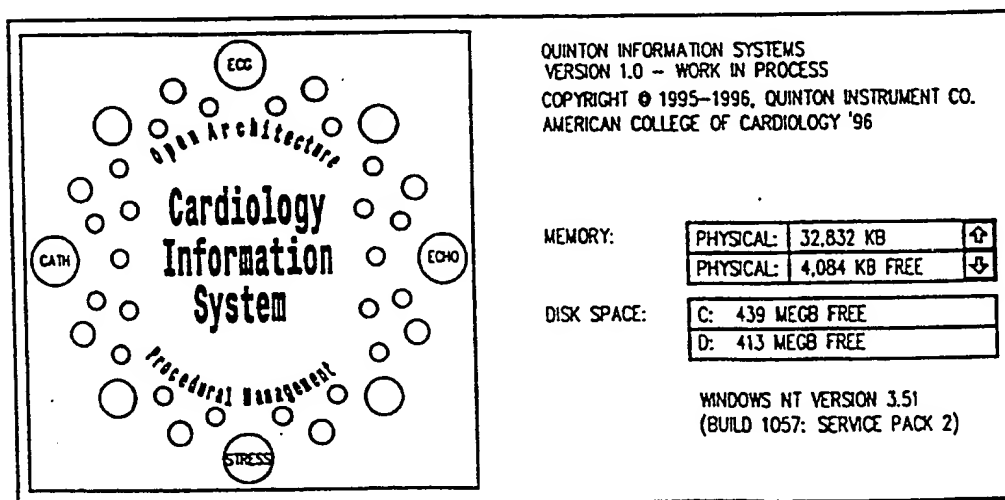 ECG
Open Architecture
Cardiology
Information
System
CATH
ECHO
Procedural Management
STRESS
QUINTON INFORMATION SYSTEMS
VERSION 1.0 – WORK IN PROCESS
COPYRIGHT © 1995–1996, QUINTON INSTRUMENT CO.
AMERICAN COLLEGE OF CARDIOLOGY '96
MEMORY:
PHYSICAL: 32,832 KB
PHYSICAL: 4,084 KB FREE
DISK SPACE:
C: 439 MEGB FREE
D: 413 MEGB FREE
WINDOWS NT VERSION 3.51
(BUILD 1057: SERVICE PACK 2)